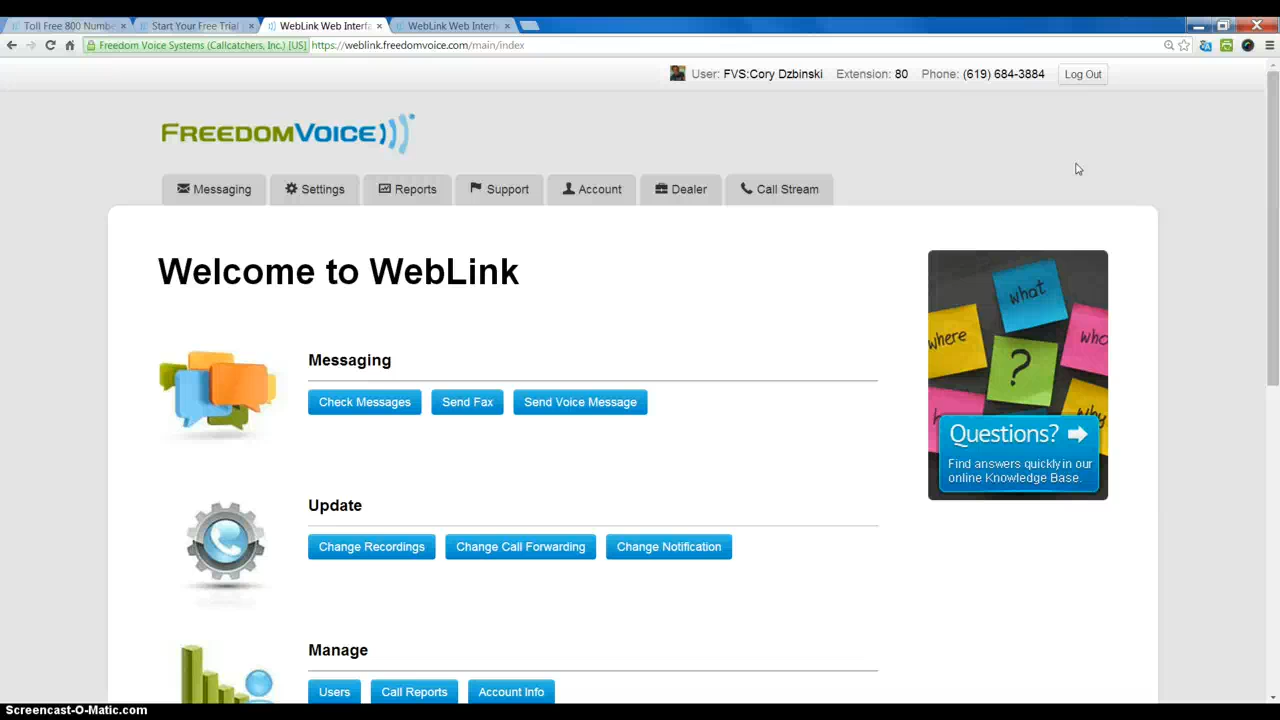 Toll Free 800 Numbe
Start Your Free Trial
WebLink Web Interfa
WebLink Web Interfa
Freedom Voice Systems (Callcatchers, Inc.) [US] https://weblink.freedomvoice.com/main/index
User: FVS:Cory Dzbinski Extension: 80 Phone: (619) 684-3884 Log Out
FREEDOMVOICE
Messaging Settings Reports Support Account Dealer Call Stream
Welcome to WebLink
Messaging
Check Messages Send Fax Send Voice Message
Update
Change Recordings Change Call Forwarding Change Notification
Manage
Users Call Reports Account Info
what
where
who
?
why
Questions?
Find answers quickly in our
online Knowledge Base.
Screencast-O-Matic.com